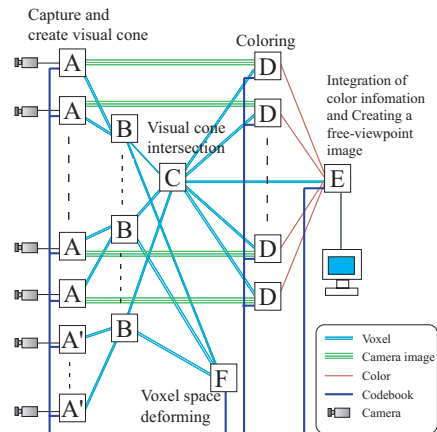 Capture and
create visual cone
Coloring
A
D
Integration of
color infomation
and Creating a
free-viewpoint
image
A
D
B
Visual cone
intersection
C
E
B
A
D
A
D
A'
B
F
Voxel space
deforming
A'
Voxel
Camera image
Color
Codebook
Camera